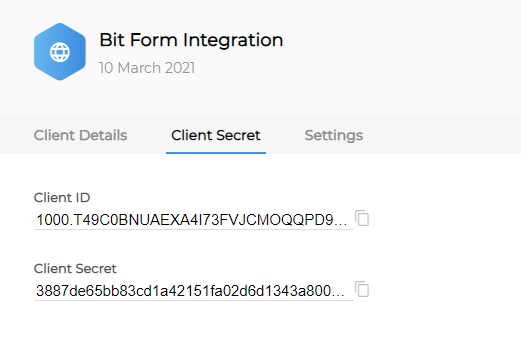 Bit Form Integration
10 March 2021
Client Details Client Secret Settings
Client ID
1000.T49C0BNUAEXA4I73FVJCMOQQPD9...
Client Secret
3887de65bb83cd1a42151fa02d6d1343a800...